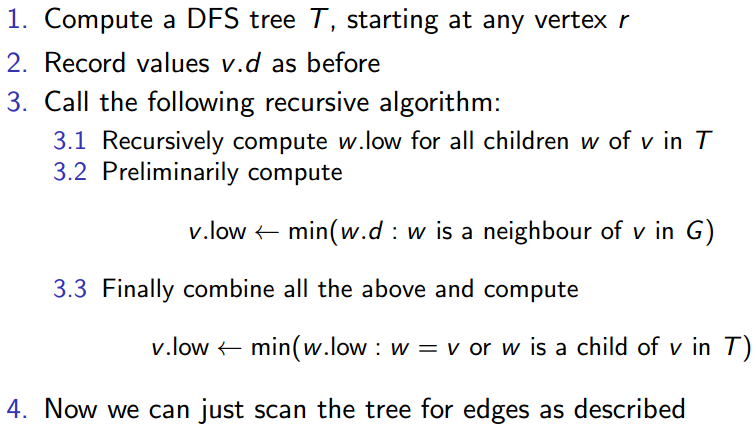 1. Compute a DFS tree T, starting at any vertex r
2. Record values v.d as before
3. Call the following recursive algorithm:
3.1 Recursively compute w.low for all children w of v in T
3.2 Preliminarily compute
v.low ← min(w.d : w is a neighbour of v in G)
3.3 Finally combine all the above and compute
v.low ← min(w.low : w = v or w is a child of v in T)
4. Now we can just scan the tree for edges as described